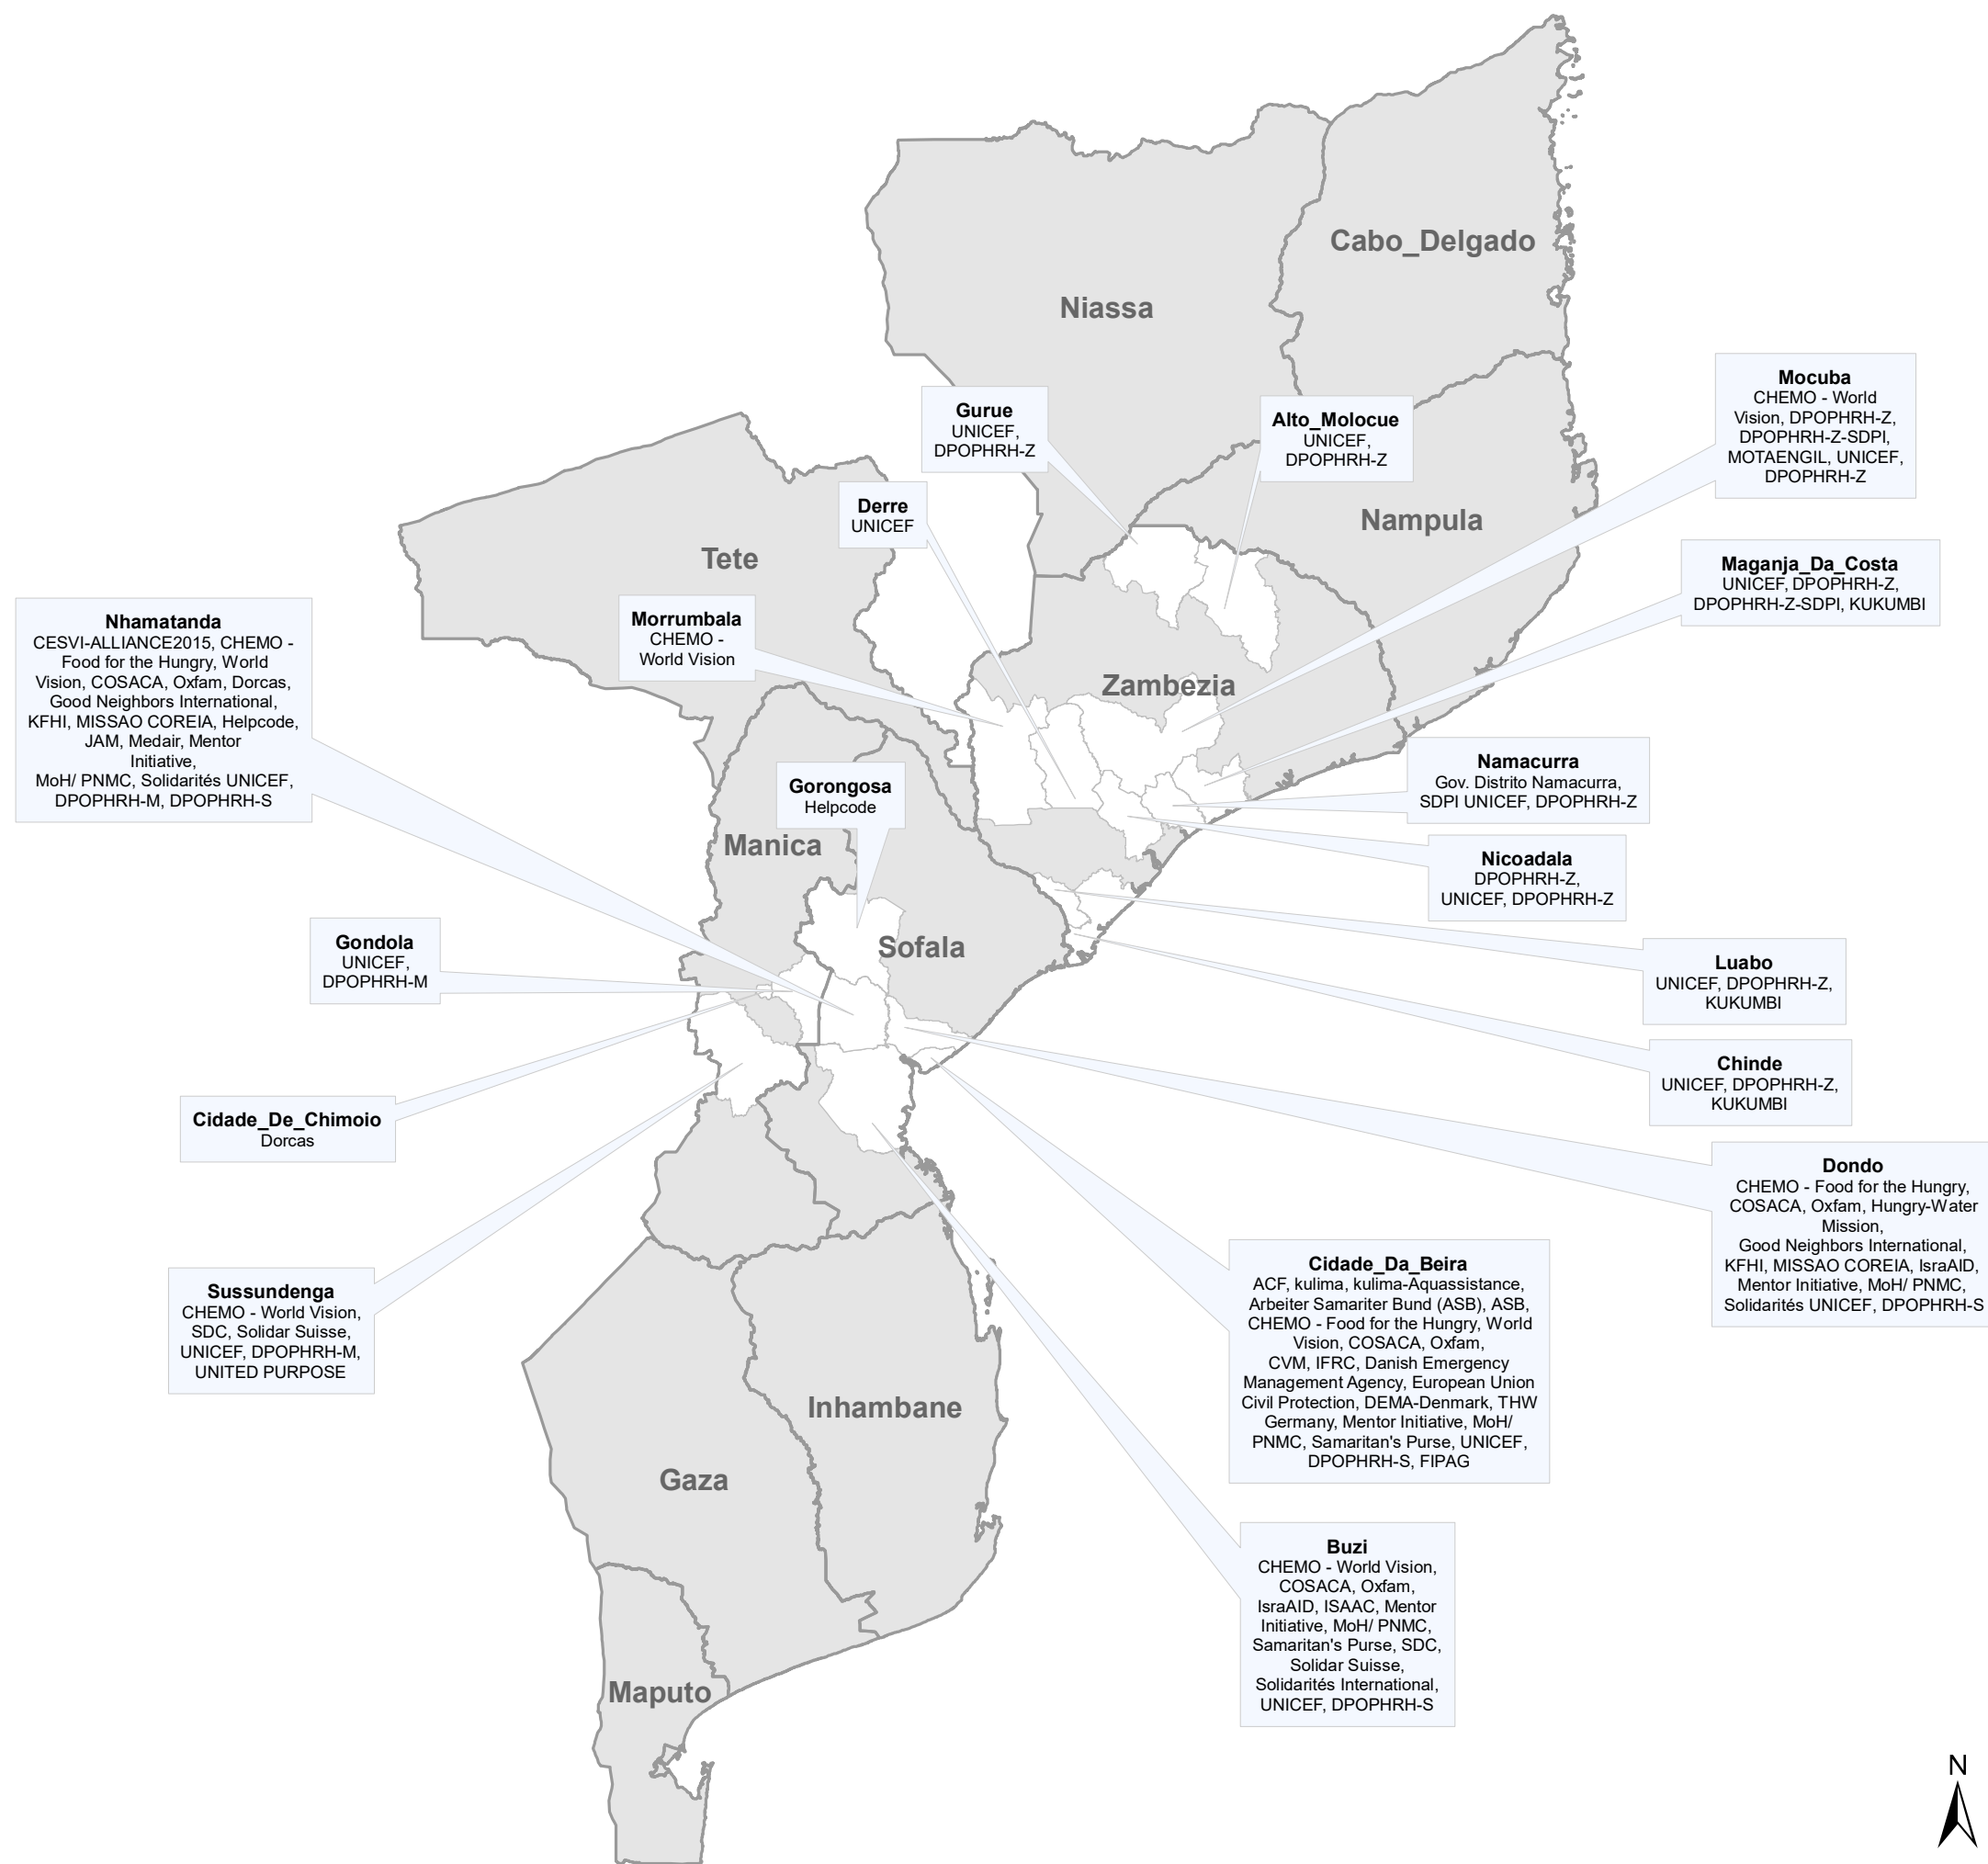 Cabo_Delgado
Niassa
Mocuba
CHEMO - World
Vision, DPOPHRH-Z,
DPOPHRH-Z-SDPI,
MOTAENGIL, UNICEF,
DPOPHRH-Z
Gurue
UNICEF,
DPOPHRH-Z
Alto_Molocue
UNICEF,
DPOPHRH-Z
Derre
UNICEF
Nampula
Tete
Maganja_Da_Costa
UNICEF, DPOPHRH-Z,
DPOPHRH-Z-SDPI, KUKUMBI
Nhamatanda
CESVI-ALLIANCE2015, CHEMO -
Food for the Hungry, World
Vision, COSACA, Oxfam, Dorcas,
Good Neighbors International,
KFHI, MISSAO COREIA, Helpcode,
JAM, Medair, Mentor
Initiative,
MoH/ PNMC, Solidarités UNICEF,
DPOPHRH-M, DPOPHRH-S
Morrumbala
CHEMO -
World Vision
Zambezia
Namacurra
Gov. Distrito Namacurra,
SDPI UNICEF, DPOPHRH-Z
Gorongosa
Helpcode
Manica
Nicoadala
DPOPHRH-Z,
UNICEF, DPOPHRH-Z
Gondola
UNICEF,
DPOPHRH-M
Sofala
Luabo
UNICEF, DPOPHRH-Z,
KUKUMBI
Chinde
UNICEF, DPOPHRH-Z,
KUKUMBI
Cidade_De_Chimoio
Dorcas
Dondo
CHEMO - Food for the Hungry,
COSACA, Oxfam, Hungry-Water
Mission,
Good Neighbors International,
KFHI, MISSAO COREIA, IsraAID,
Mentor Initiative, MoH/ PNMC,
Solidarités UNICEF, DPOPHRH-S
Sussundenga
CHEMO - World Vision,
SDC, Solidar Suisse,
UNICEF, DPOPHRH-M,
UNITED PURPOSE
Cidade_Da_Beira
ACF, kulima, kulima-Aquassistance,
Arbeiter Samariter Bund (ASB), ASB,
CHEMO - Food for the Hungry, World
Vision, COSACA, Oxfam,
CVM, IFRC, Danish Emergency
Management Agency, European Union
Civil Protection, DEMA-Denmark, THW
Germany, Mentor Initiative, MoH/
PNMC, Samaritan's Purse, UNICEF,
DPOPHRH-S, FIPAG
Inhambane
Gaza
Buzi
CHEMO - World Vision,
COSACA, Oxfam,
IsraAID, ISAAC, Mentor
Initiative, MoH/ PNMC,
Samaritan's Purse, SDC,
Solidar Suisse,
Solidarités International,
UNICEF, DPOPHRH-S
Maputo
N